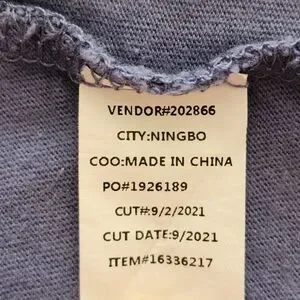 VENDOR#202866
CITY:NINGBO
COO:MADE IN CHINA
PO#1926189
CUT#:9/2/2021
CUT DATE:9/2021
ITEM#16336217